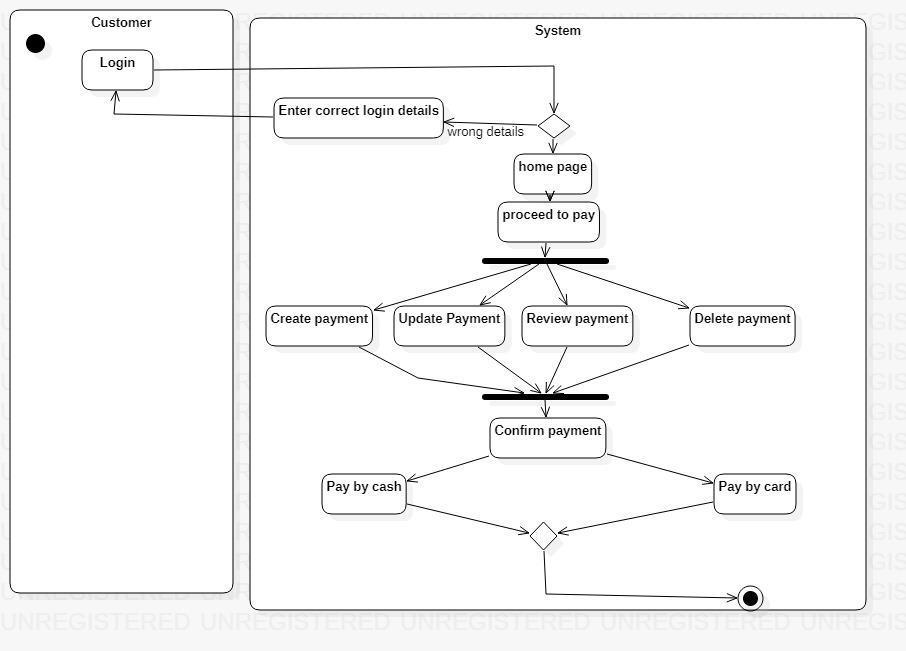 Customer
System
Login
Enter correct login details
wrong details
home page
proceed to pay
Create payment
Update Payment
Review payment
Delete payment
Confirm payment
Pay by cash
Pay by card
UNREGISTERED UNREGISTERED UNREGISTERED UNREGISTERED UNREGIS